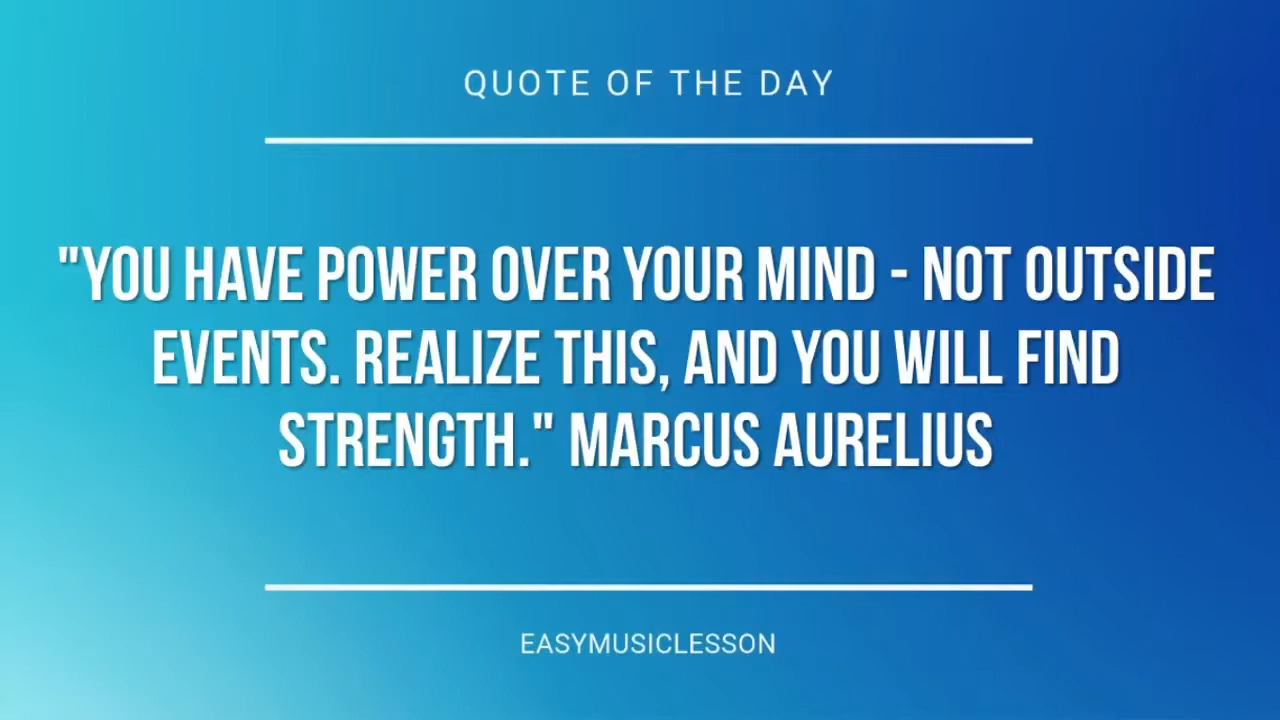 QUOTE OF THE DAY
"YOU HAVE POWER OVER YOUR MIND - NOT OUTSIDE
EVENTS. REALIZE THIS, AND YOU WILL FIND
STRENGTH." MARCUS AURELIUS
EASYMUSICLESSON